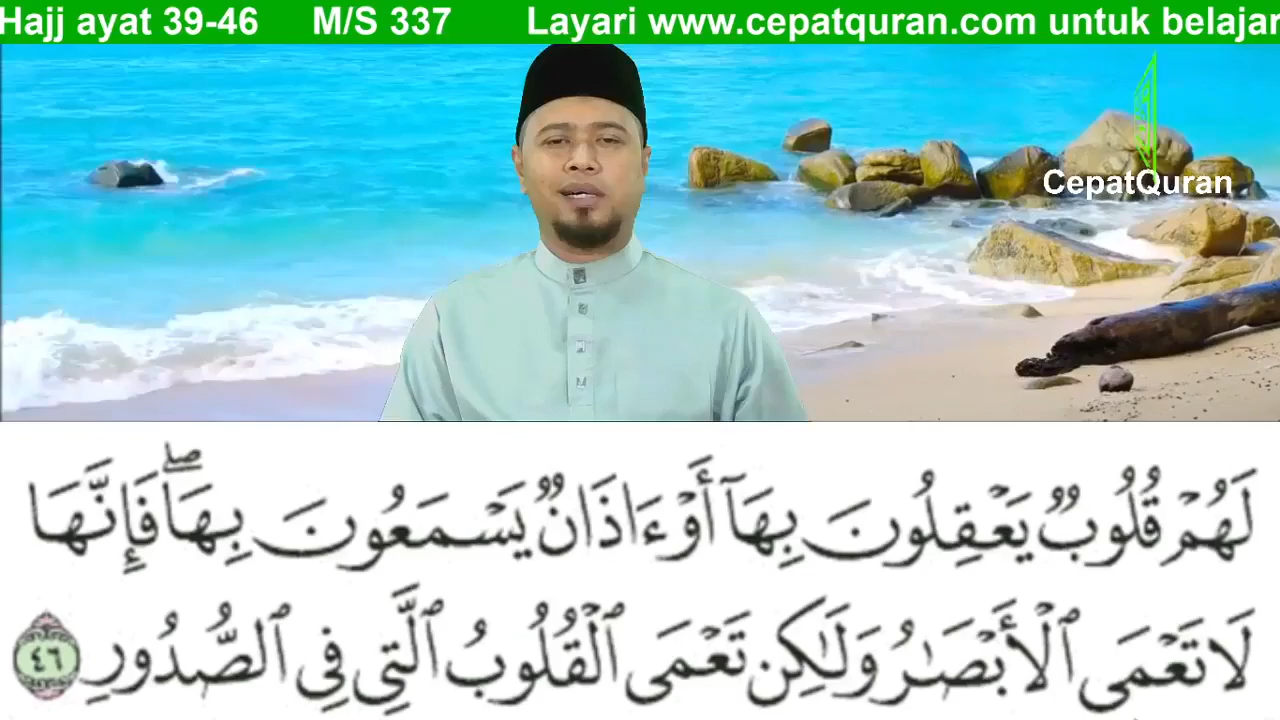 Hajj ayat 39-46 M/S 337 Layari www.cepatquran.com untuk belajar
CepatQuran
لَهُمْ قُلُوبٌ يَعْقِلُونَ بِهَآ أَوْ ءَاذَانٌ يَسْمَعُونَ بِهَا ۖ فَإِنَّهَا
لَا تَعْمَى ٱلْأَبْصَـٰرُ وَلَـٰكِن تَعْمَى ٱلْقُلُوبُ ٱلَّتِى فِى ٱلصُّدُورِ ٤٦